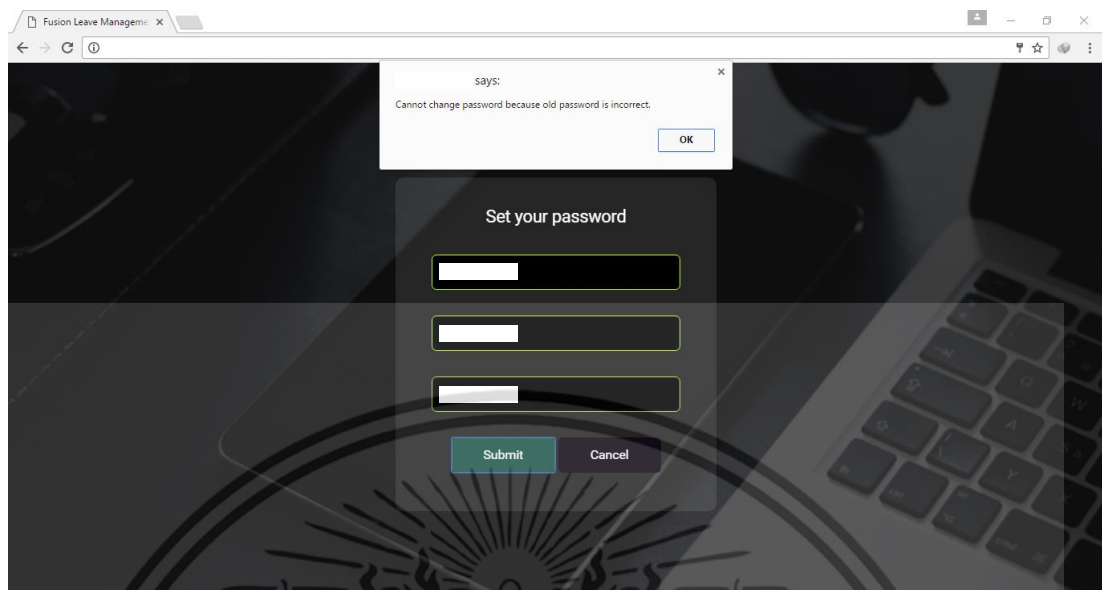 Fusion Leave Manageme
says:
Cannot change password because old password is incorrect.
OK
Set your password
Submit
Cancel